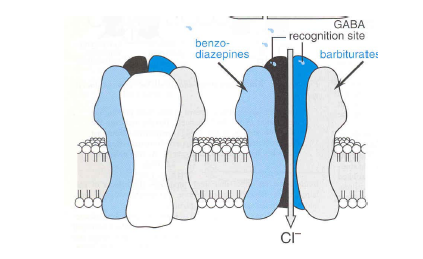 GABA
recognition site
benzo-
diazepines
barbiturates
Cl⁻